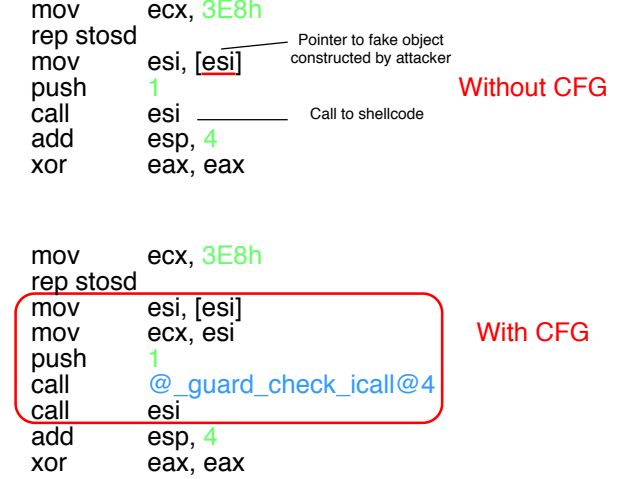 mov ecx, 3E8h
rep stosd
mov esi, [esi]
Pointer to fake object
constructed by attacker
push 1
Without CFG
call esi
Call to shellcode
add esp, 4
xor eax, eax
mov ecx, 3E8h
rep stosd
mov esi, [esi]
mov ecx, esi
With CFG
push 1
call @_guard_check_icall@4
call esi
add esp, 4
xor eax, eax